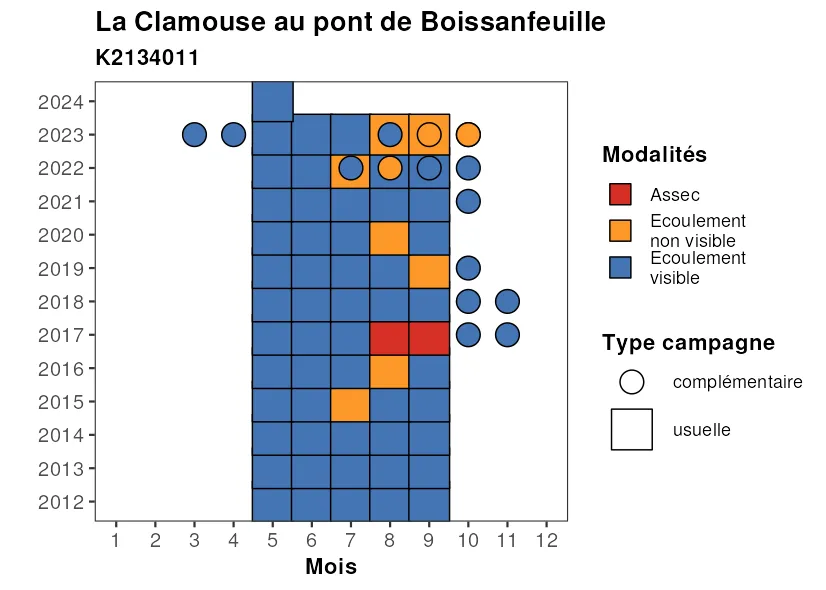 La Clamouse au pont de Boissanfeuille
K2134011
2024
2023
2022
2021
2020
2019
2018
2017
2016
2015
2014
2013
2012
1 2 3 4 5 6 7 8 9 10 11 12
Mois
Modalités
Assec
Ecoulement
non visible
Ecoulement
visible
Type campagne
complémentaire
usuelle